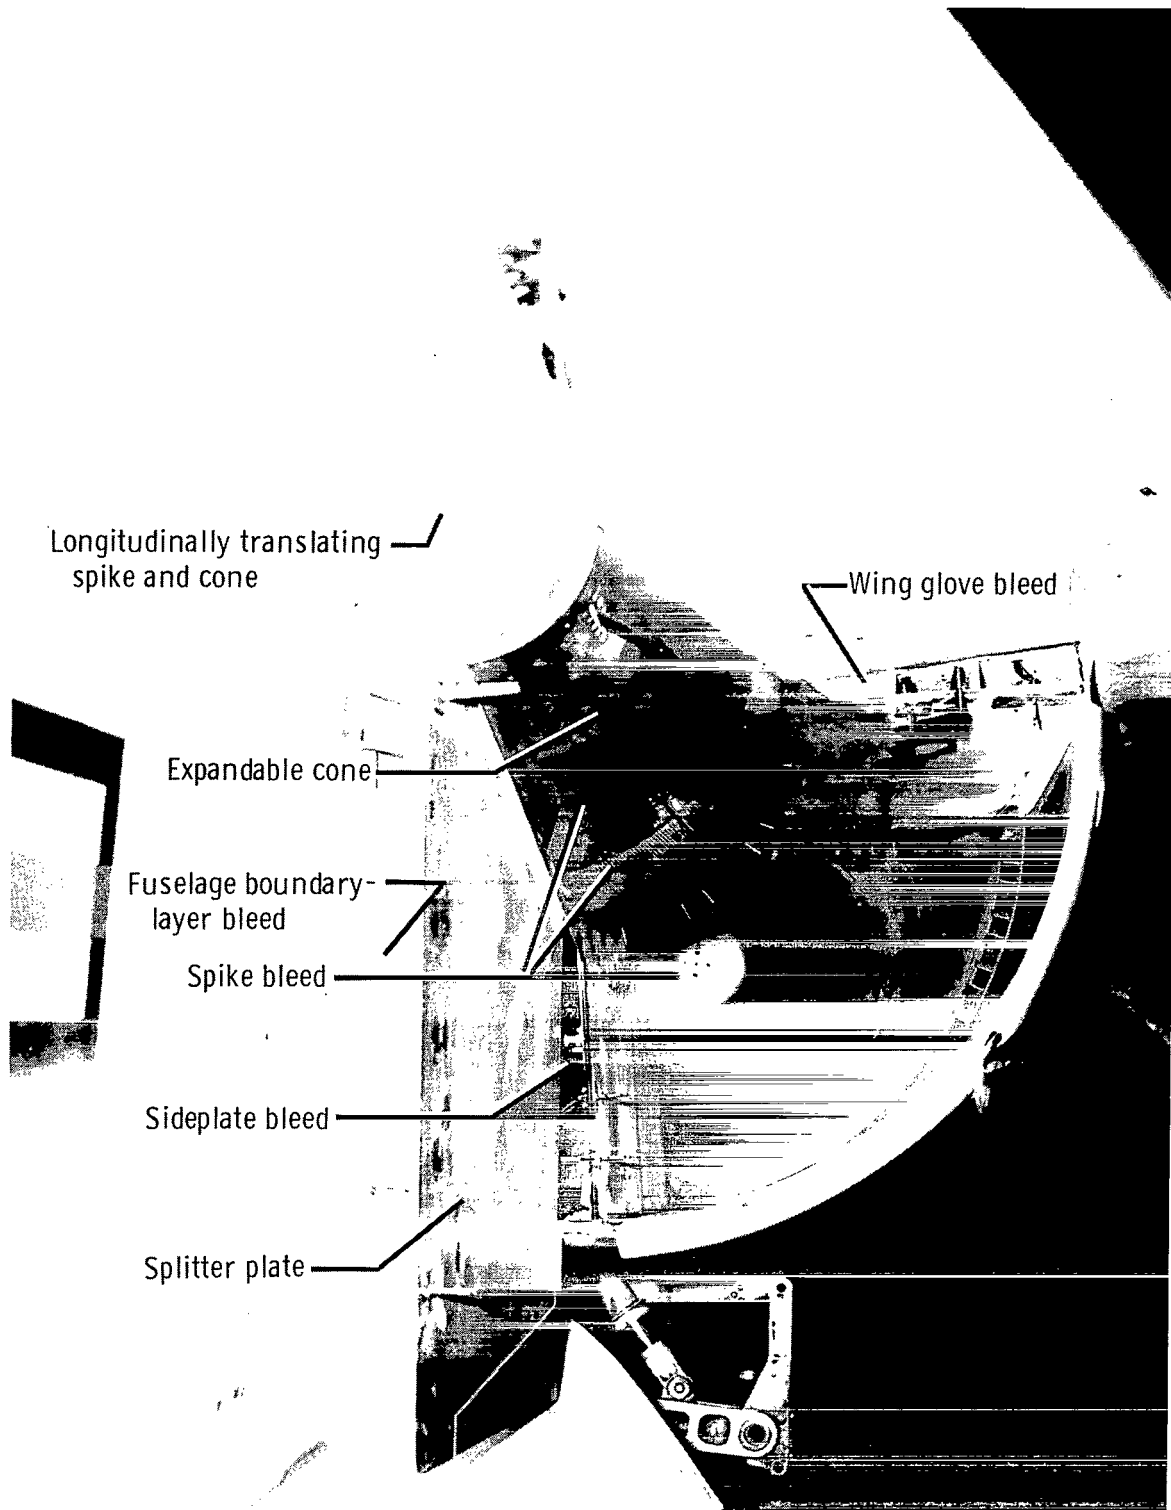 Longitudinally translating
spike and cone
Wing glove bleed
Expandable cone
Fuselage boundary-
layer bleed
Spike bleed
Sideplate bleed
Splitter plate